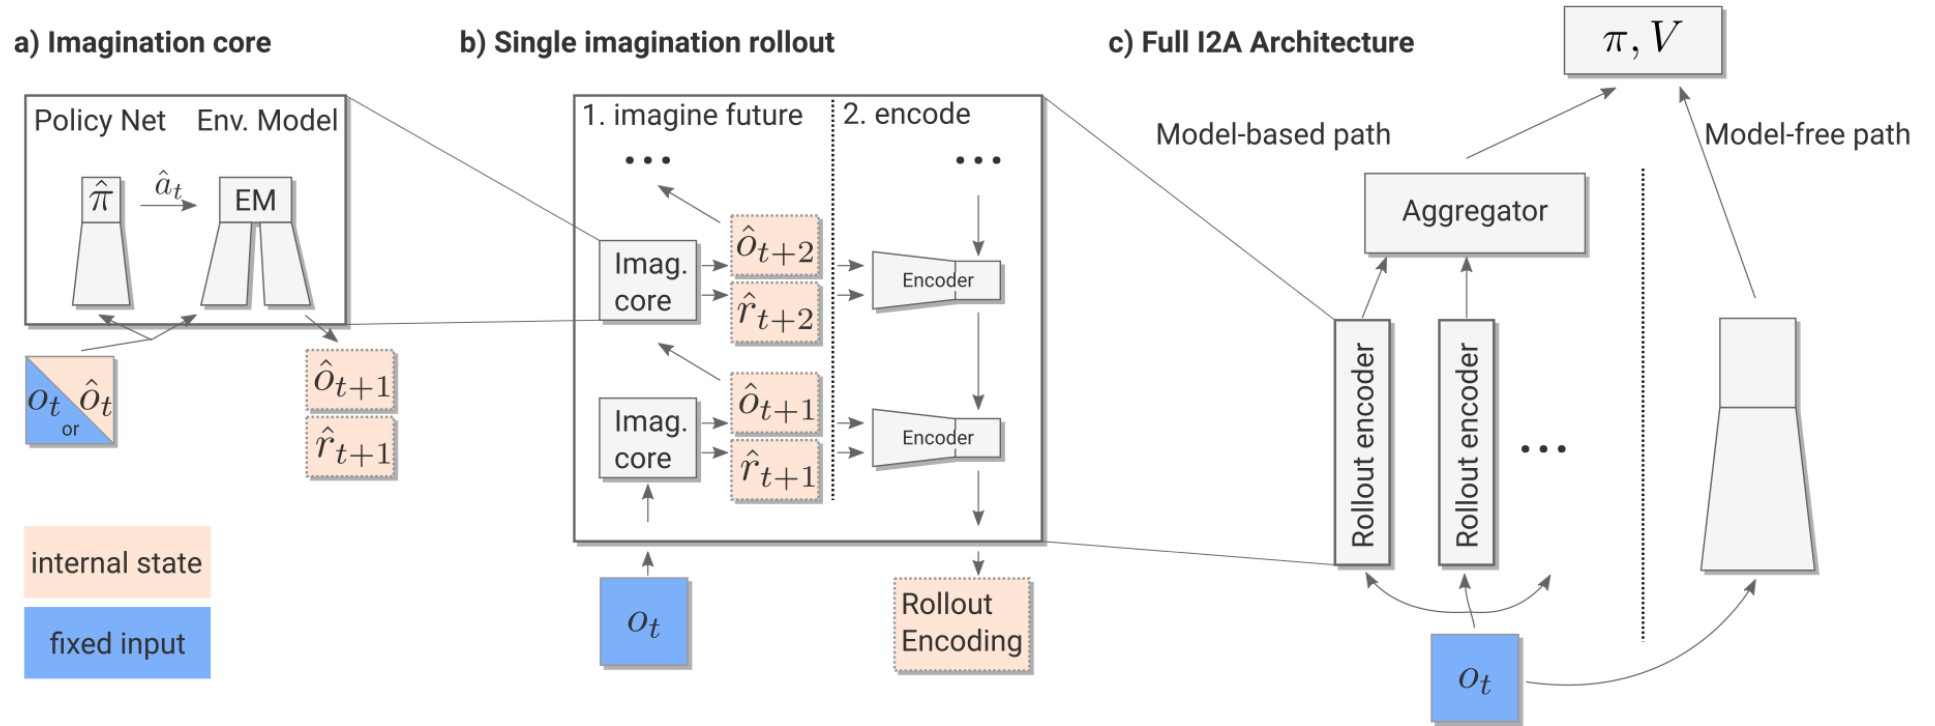 a) Imagination core
Policy Net
Env. Model
π̂
â_t
EM
o_t
ô_t
or
ô_{t+1}
r̂_{t+1}
internal state
fixed input
b) Single imagination rollout
1. imagine future
2. encode
...
...
Imag.
core
ô_{t+2}
r̂_{t+2}
Encoder
Imag.
core
ô_{t+1}
r̂_{t+1}
Encoder
o_t
Rollout
Encoding
c) Full I2A Architecture
π, V
Model-based path
Model-free path
Aggregator
Rollout encoder
Rollout encoder
...
o_t